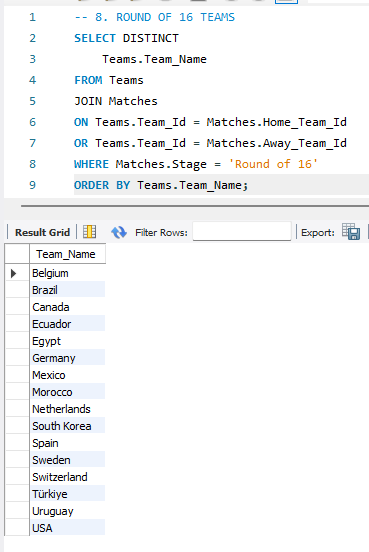 1 -- 8. ROUND OF 16 TEAMS
2 SELECT DISTINCT
3 Teams.Team_Name
4 FROM Teams
5 JOIN Matches
6 ON Teams.Team_Id = Matches.Home_Team_Id
7 OR Teams.Team_Id = Matches.Away_Team_Id
8 WHERE Matches.Stage = 'Round of 16'
9 ORDER BY Teams.Team_Name;
Result Grid Filter Rows: Export:
Team_Name
Belgium
Brazil
Canada
Ecuador
Egypt
Germany
Mexico
Morocco
Netherlands
South Korea
Spain
Sweden
Switzerland
Türkiye
Uruguay
USA